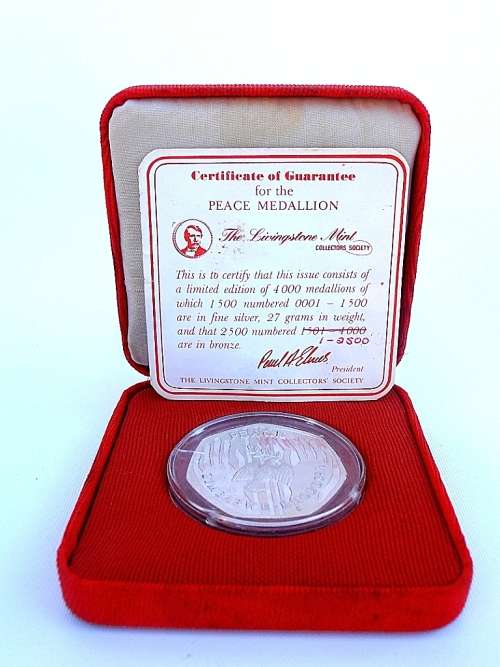 Certificate of Guarantee
for the
PEACE MEDALLION
The Livingstone Mint
COLLECTORS SOCIETY
This is to certify that this issue consists of
a limited edition of 4000 medallions of
which 1500 numbered 0001 - 1500
are in fine silver, 27 grams in weight,
and that 2500 numbered 1501 - 4000
1-2500
are in bronze.
President
THE LIVINGSTONE MINT COLLECTORS' SOCIETY
PEACE